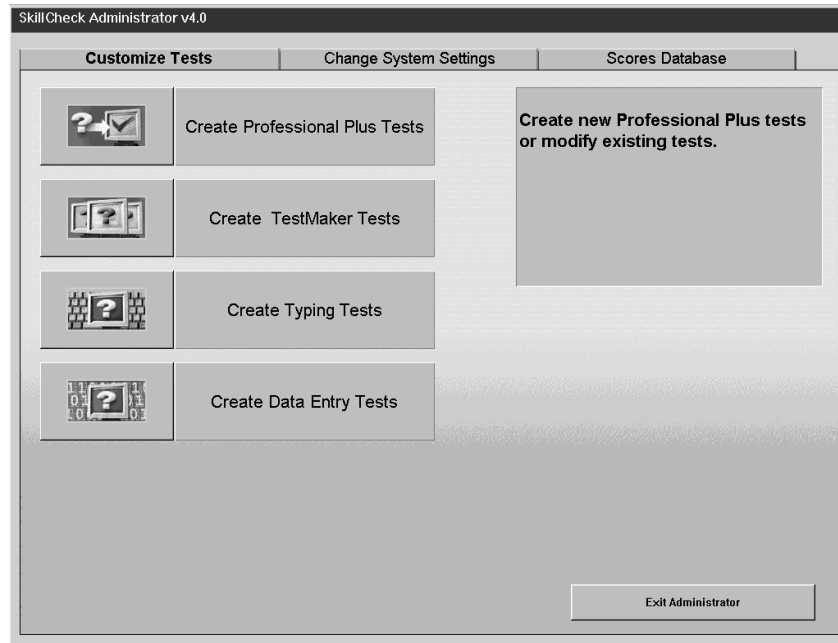 SkillCheck Administrator v4.0
Customize Tests
Change System Settings
Scores Database
Create Professional Plus Tests
Create new Professional Plus tests
or modify existing tests.
Create TestMaker Tests
Create Typing Tests
Create Data Entry Tests
Exit Administrator